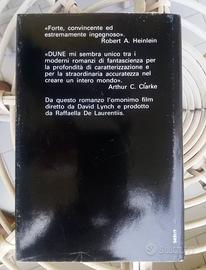 «Forte, convincente ed
estremamente ingegnoso».
Robert A. Heinlein
«DUNE mi sembra unico tra i
moderni romanzi di fantascienza per
la profondità di caratterizzazione e
per la straordinaria accuratezza nel
creare un intero mondo».
Arthur C. Clarke
Da questo romanzo l'omonimo film
diretto da David Lynch e prodotto
da Raffaella De Laurentiis.
subito